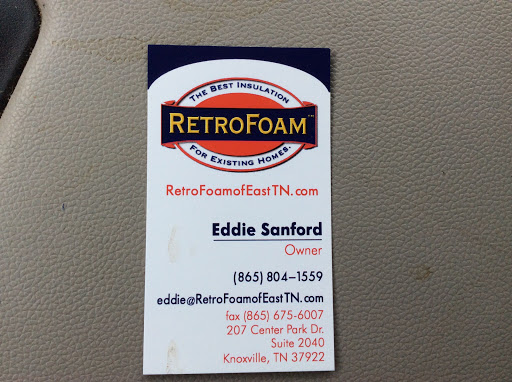 THE BEST INSULATION
RETROFOAM™
FOR EXISTING HOMES.
RetroFoamofEastTN.com
Eddie Sanford
Owner
(865) 804–1559
eddie@RetroFoamofEastTN.com
fax (865) 675-6007
207 Center Park Dr.
Suite 2040
Knoxville, TN 37922